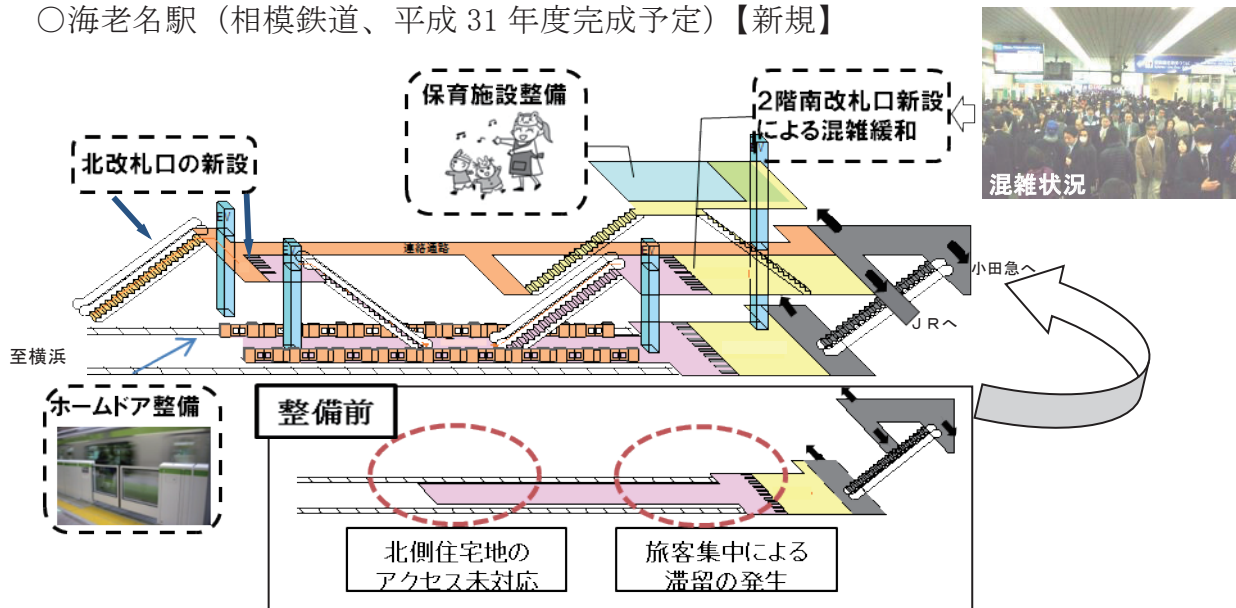 ○海老名駅（相模鉄道、平成 31 年度完成予定）【新規】
保育施設整備
2階南改札口新設
による混雑緩和
混雑状況
北改札口の新設
EV
EV
EV
EV
連絡通路
小田急へ
JRへ
至横浜
ホームドア整備
整備前
北側住宅地の
アクセス未対応
旅客集中による
滞留の発生